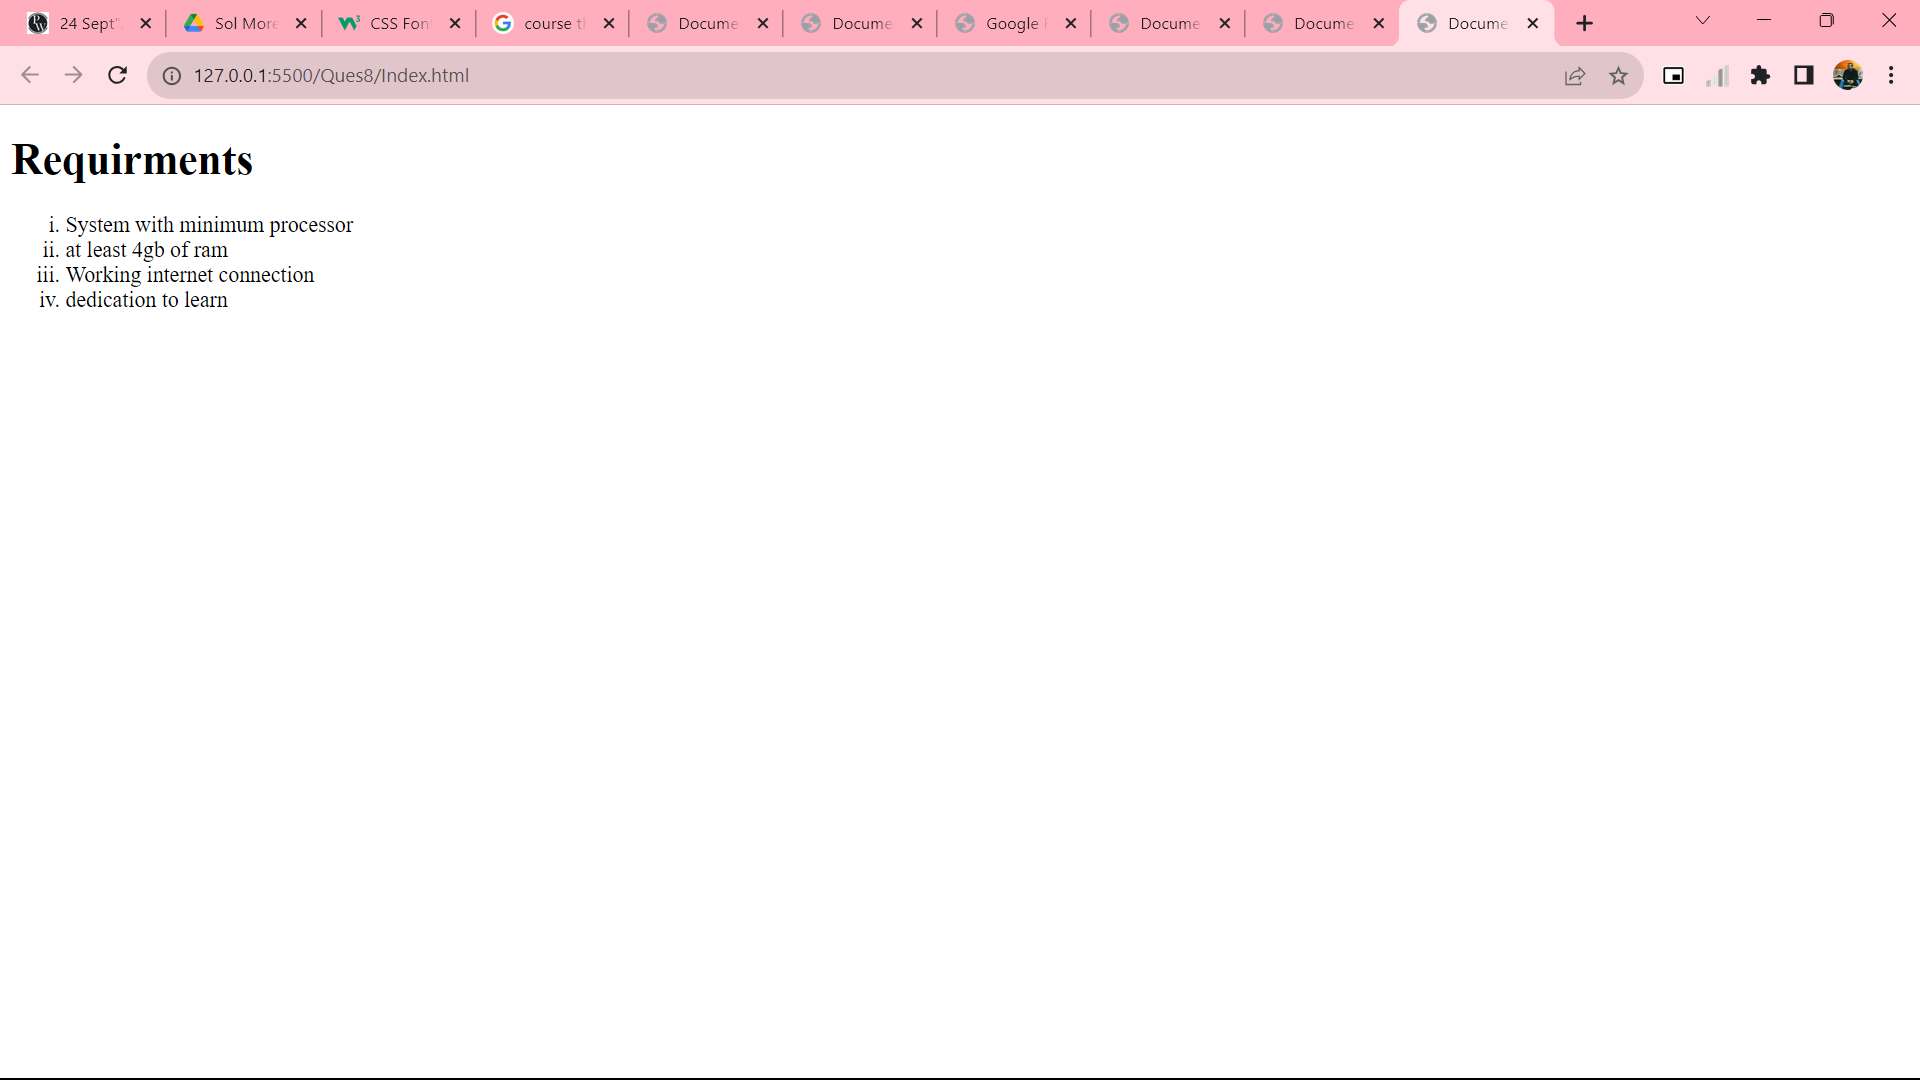 24 Sept"
Sol More
CSS Fon
course t
Docume
Docume
Google
Docume
Docume
Docume
127.0.0.1:5500/Ques8/Index.html
Requirments
i. System with minimum processor
ii. at least 4gb of ram
iii. Working internet connection
iv. dedication to learn